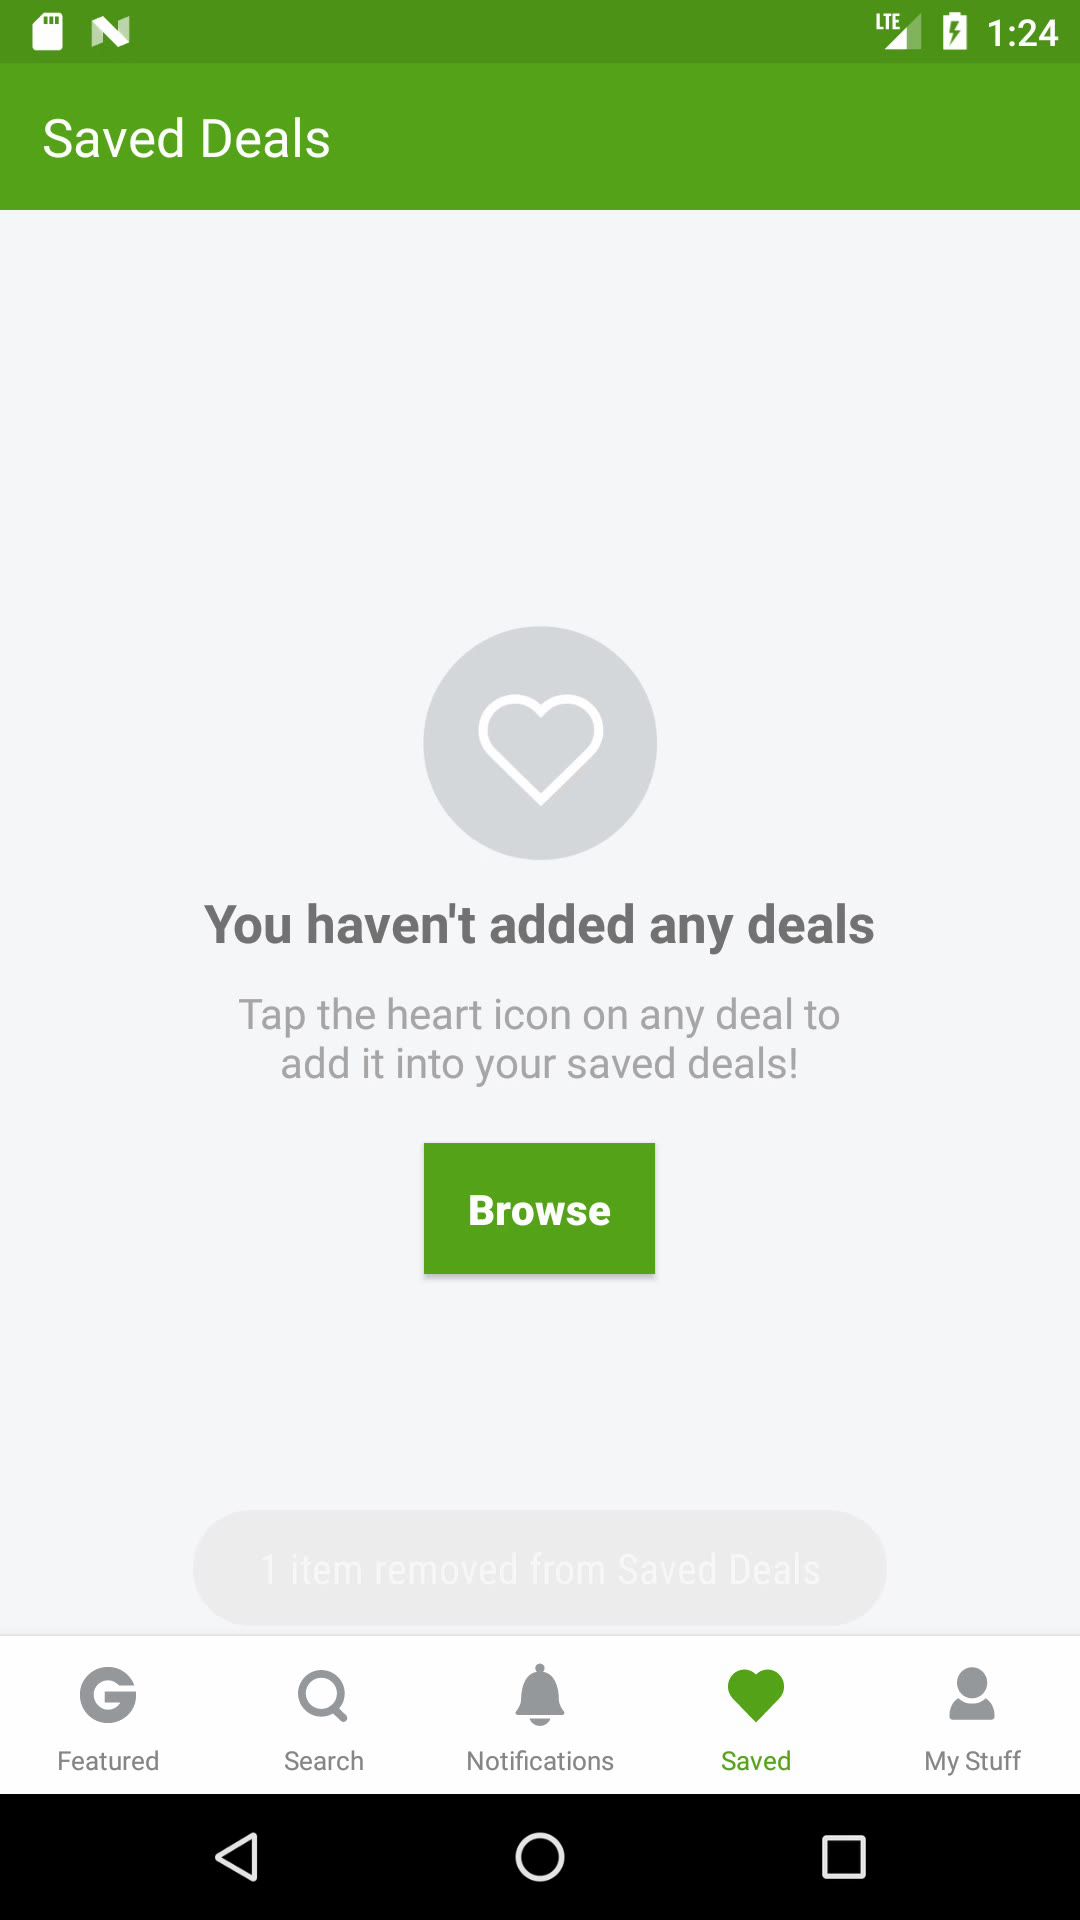 LTE 1:24
Saved Deals
You haven't added any deals
Tap the heart icon on any deal to
add it into your saved deals!
Browse
1 item removed from Saved Deals
Featured Search Notifications Saved My Stuff